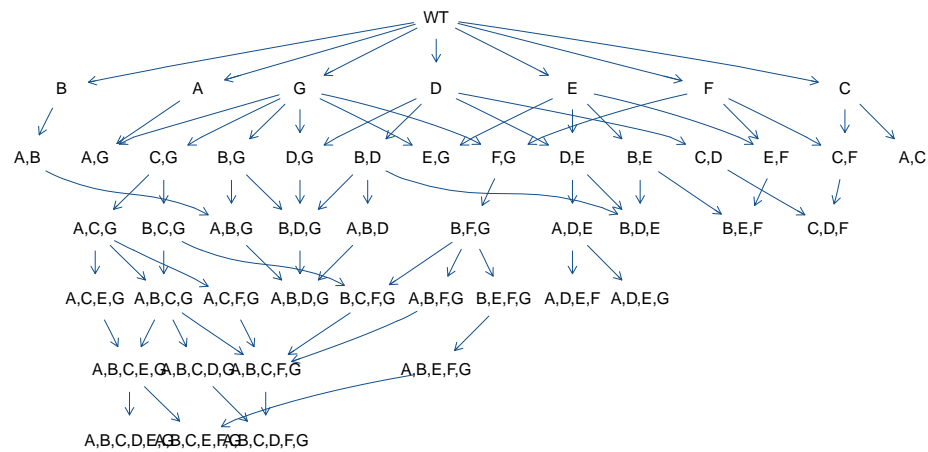 WT
B A G D E F C
A,B A,G C,G B,G D,G B,D E,G F,G D,E B,E C,D E,F C,F A,C
A,C,G B,C,G A,B,G B,D,G A,B,D B,F,G A,D,E B,D,E B,E,F C,D,F
A,C,E,G A,B,C,G A,C,F,G A,B,D,G B,C,F,G A,B,F,G B,E,F,G A,D,E,F A,D,E,G
A,B,C,E,G A,B,C,D,G A,B,C,F,G A,B,E,F,G
A,B,C,D,E,G A,B,C,E,F,G A,B,C,D,F,G